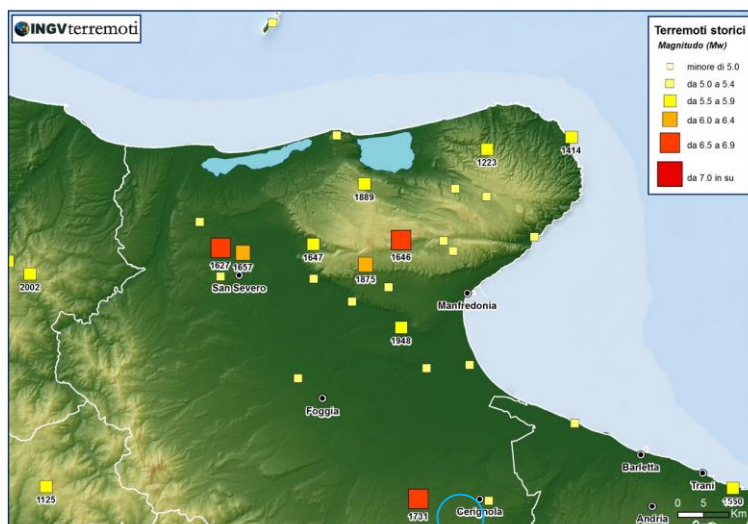 INGVterremoti
Terremoti storici
Magnitudo (Mw)
minore di 5.0
da 5.0 a 5.4
da 5.5 a 5.9
da 6.0 a 6.4
da 6.5 a 6.9
da 7.0 in su
1414
1223
1889
1627
1657
1647
1646
1875
2002
San Severo
Manfredonia
1948
Foggia
Barletta
Trani
1125
1731
Cerignola
Andria
0 5
Km